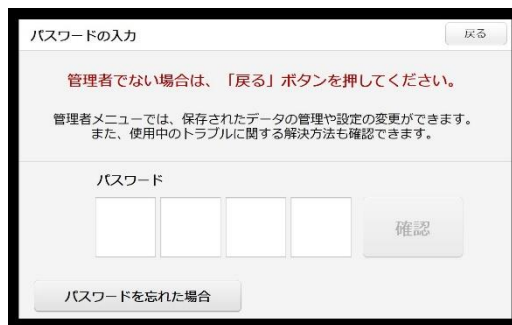 パスワードの入力
戻る
管理者でない場合は、「戻る」ボタンを押してください。
管理者メニューでは、保存されたデータの管理や設定の変更ができます。
また、使用中のトラブルに関する解決方法も確認できます。
パスワード
確認
パスワードを忘れた場合